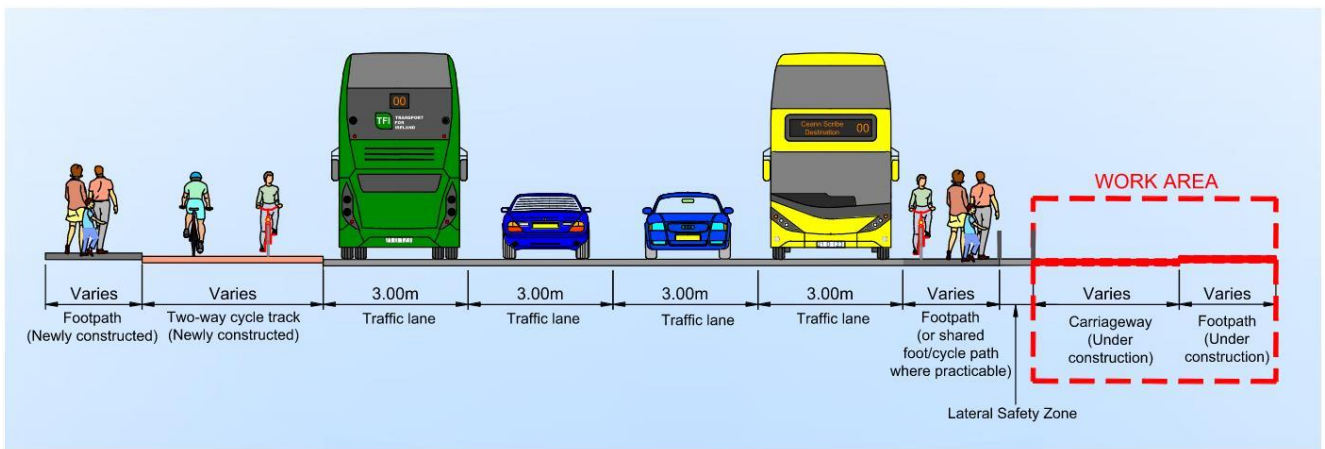 00
TFI
TRANSPORT
FOR
IRELAND
Ceann Scribe
Destination
00
WORK AREA
Varies
Footpath
(Newly constructed)
Varies
Two-way cycle track
(Newly constructed)
3.00m
Traffic lane
3.00m
Traffic lane
3.00m
Traffic lane
3.00m
Traffic lane
Varies
Footpath
(or shared
foot/cycle path
where practicable)
Varies
Carriageway
(Under
construction)
Varies
Footpath
(Under
construction)
Lateral Safety Zone